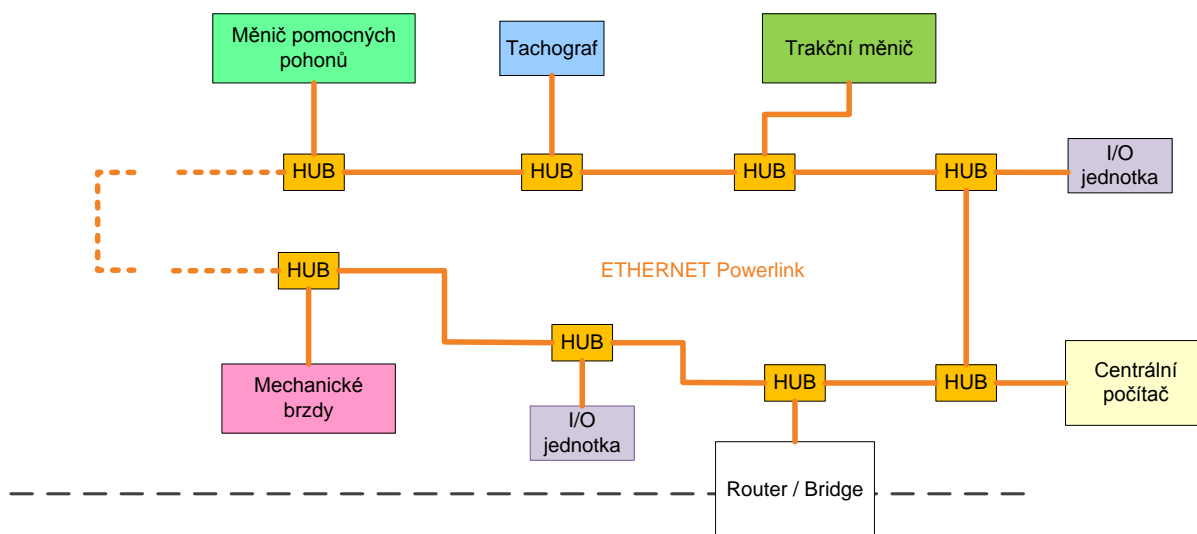 Měnič pomocných
pohonů
Tachograf
Trakční měnič
HUB
HUB
HUB
HUB
I/O
jednotka
HUB
ETHERNET Powerlink
HUB
HUB
HUB
Centrální
počítač
Mechanické
brzdy
I/O
jednotka
Router / Bridge